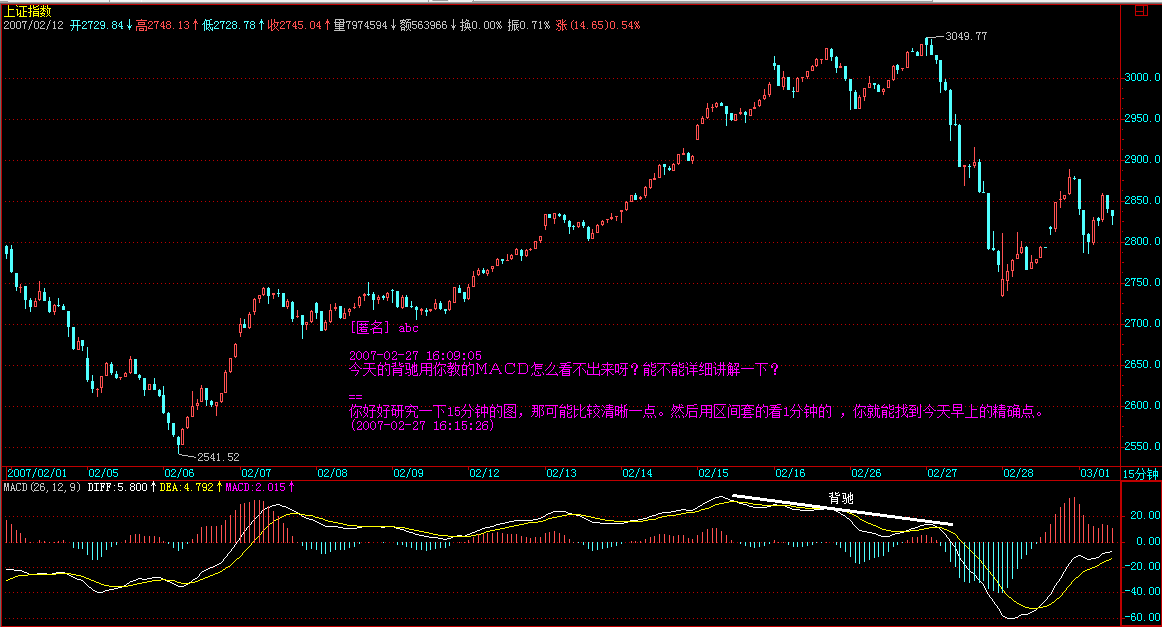 上证指数
2007/02/12 开2729.84↓高2748.13↑低2728.78↑收2745.04↑量7974594↓额563966↓换0.00% 振0.71% 涨(14.65)0.54%
3049.77
3000.0
2950.0
2900.0
2850.0
2800.0
2750.0
2700.0
2650.0
2600.0
2550.0
[匿名] abc
2007-02-27 16:09:05
今天的背驰用你教的ＭＡＣＤ怎么看不出来呀？能不能详细讲解一下？
==
你好好研究一下15分钟的图，那可能比较清晰一点。然后用区间套的看1分钟的 ，你就能找到今天早上的精确点。
(2007-02-27 16:15:26)
2541.52
2007/02/01 02/05 02/06 02/07 02/08 02/09 02/12 02/13 02/14 02/15 02/16 02/26 02/27 02/28 03/01 15分钟
MACD(26,12,9) DIFF:5.800↑DEA:4.792↑MACD:2.015↑
背驰
20.00
0.00
-20.00
-40.00
-60.00